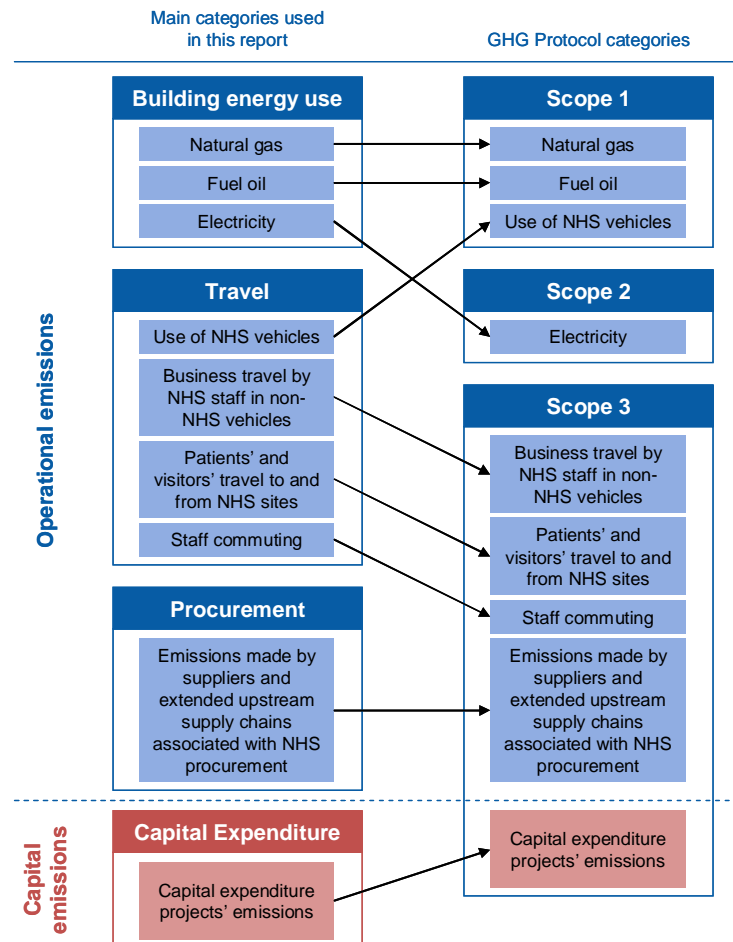 Main categories used
in this report
GHG Protocol categories
Operational emissions
Building energy use
Natural gas
Fuel oil
Electricity
Travel
Use of NHS vehicles
Business travel by
NHS staff in non-
NHS vehicles
Patients' and
visitors' travel to and
from NHS sites
Staff commuting
Procurement
Emissions made by
suppliers and
extended upstream
supply chains
associated with NHS
procurement
Scope 1
Natural gas
Fuel oil
Use of NHS vehicles
Scope 2
Electricity
Scope 3
Business travel by
NHS staff in non-
NHS vehicles
Patients' and
visitors' travel to and
from NHS sites
Staff commuting
Emissions made by
suppliers and
extended upstream
supply chains
associated with NHS
procurement
Capital
emissions
Capital Expenditure
Capital expenditure
projects' emissions
Capital expenditure
projects' emissions